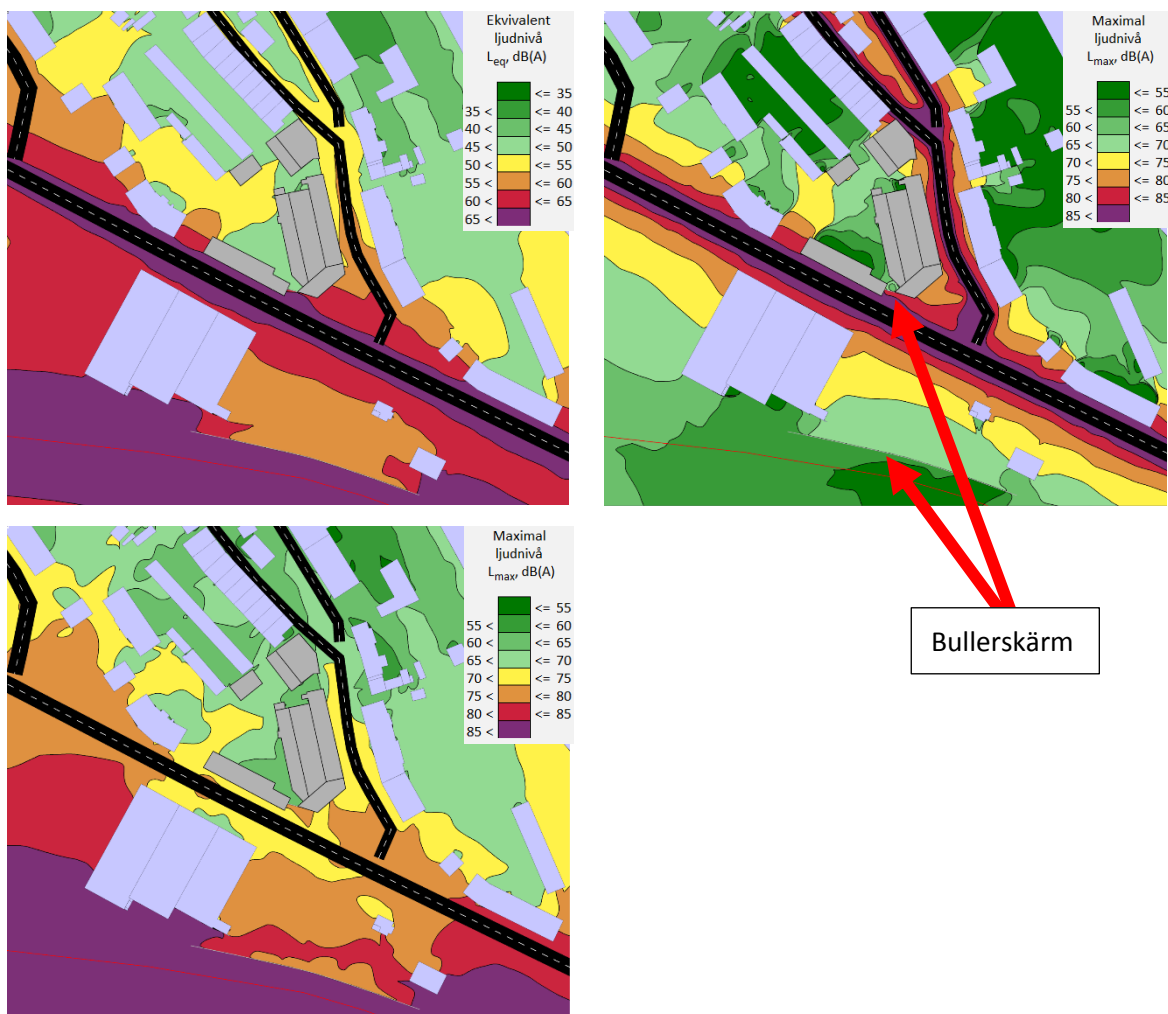 Ekvivalent
ljudnivå
Leq, dB(A)
<= 35
35 < <= 40
40 < <= 45
45 < <= 50
50 < <= 55
55 < <= 60
60 < <= 65
65 <
Maximal
ljudnivå
Lmax, dB(A)
<= 55
55 < <= 60
60 < <= 65
65 < <= 70
70 < <= 75
75 < <= 80
80 < <= 85
85 <
Maximal
ljudnivå
Lmax, dB(A)
<= 55
55 < <= 60
60 < <= 65
65 < <= 70
70 < <= 75
75 < <= 80
80 < <= 85
85 <
Bullerskärm